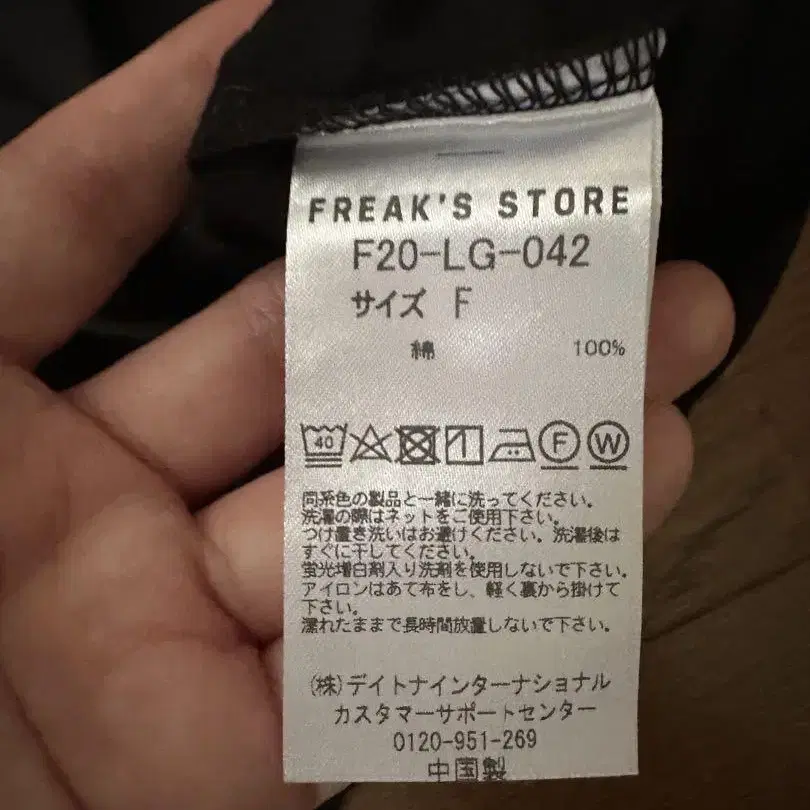 FREAK'S STORE
F20-LG-042
サイズ F
綿 100%
40 F W
同系色の製品と一緒に洗ってください。
洗濯の際はネットをご使用下さい。
つけ置き洗いはお避けください。洗濯後は
すぐに干してください。
蛍光増白剤入り洗剤を使用しないで下さい。
アイロンはあて布をし、軽く裏から掛けて
下さい。
濡れたままで長時間放置しないで下さい。
(株)デイトナインターナショナル
カスタマーサポートセンター
0120-951-269
中国製